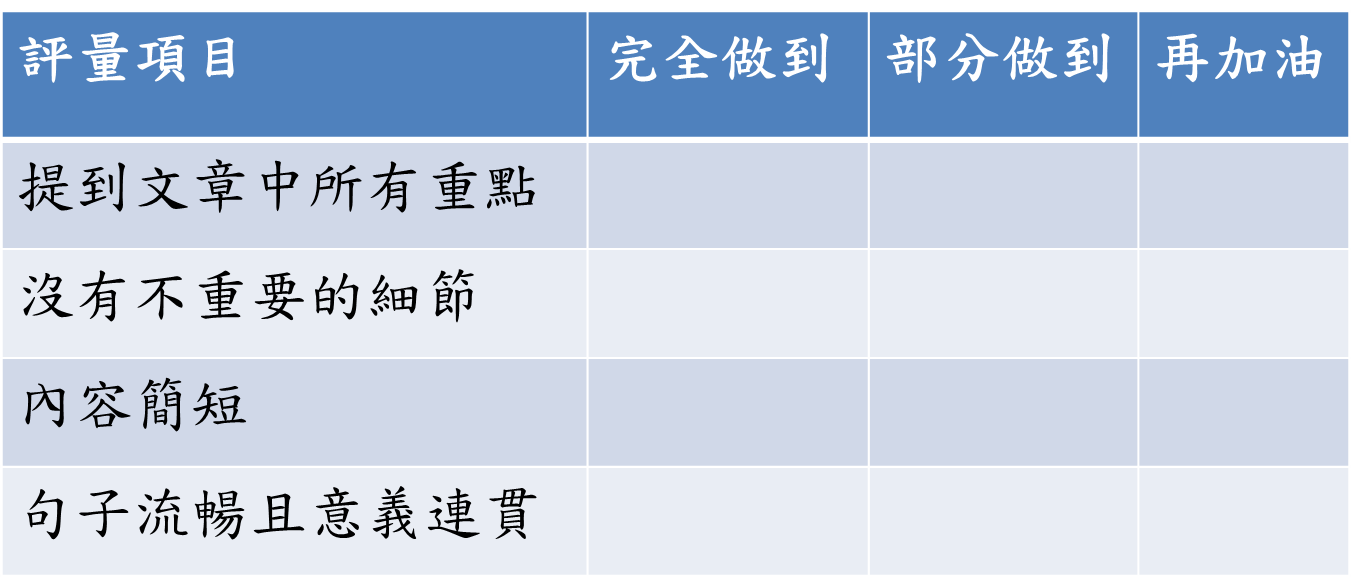 評量項目 完全做到 部分做到 再加油
提到文章中所有重點
沒有不重要的細節
內容簡短
句子流暢且意義連貫